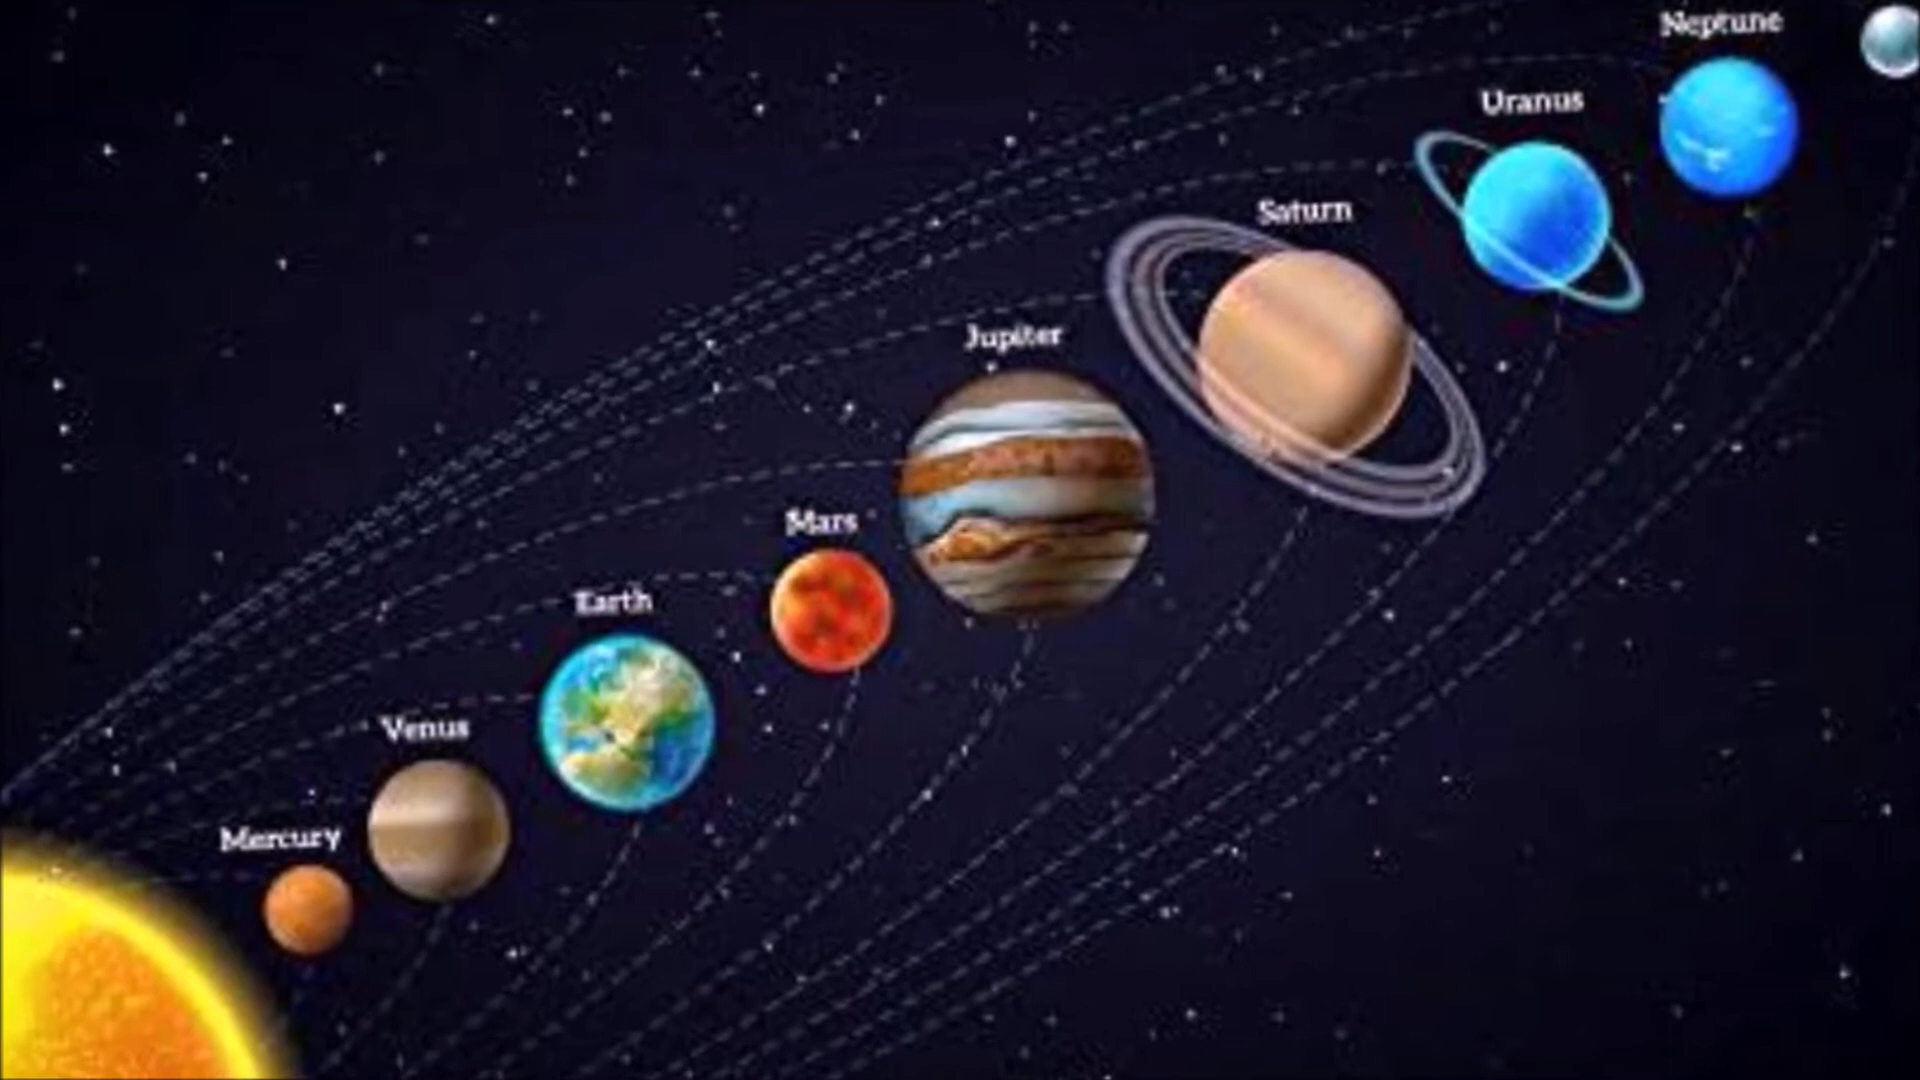 Neptune
Uranus
Saturn
Jupiter
Mars
Earth
Venus
Mercury